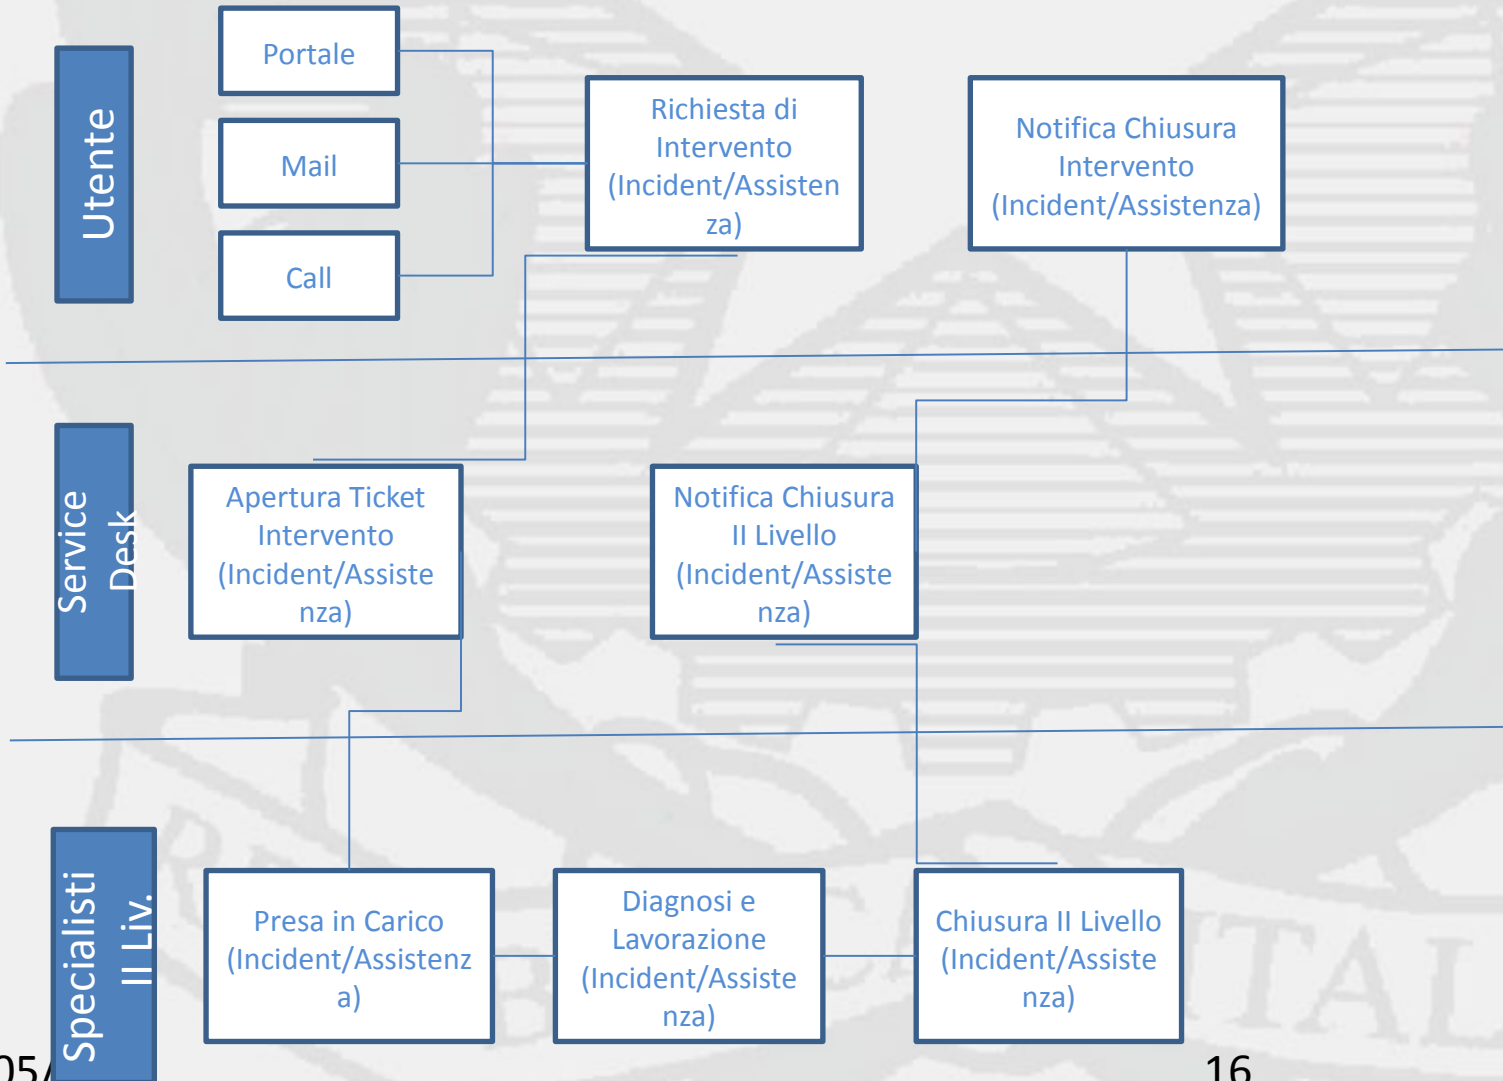 Utente
Portale
Mail
Call
Richiesta di
Intervento
(Incident/Assisten
za)
Notifica Chiusura
Intervento
(Incident/Assistenza)
Service
Desk
Apertura Ticket
Intervento
(Incident/Assiste
nza)
Notifica Chiusura
II Livello
(Incident/Assiste
nza)
Specialisti
II Liv.
Presa in Carico
(Incident/Assistenz
a)
Diagnosi e
Lavorazione
(Incident/Assiste
nza)
Chiusura II Livello
(Incident/Assiste
nza)
05/
16